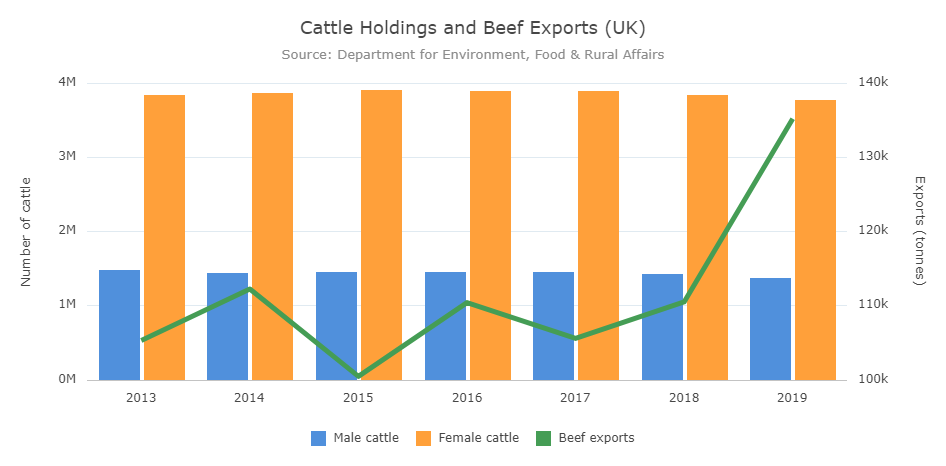 Cattle Holdings and Beef Exports (UK)
Source: Department for Environment, Food & Rural Affairs
4M
3M
2M
1M
0M
Number of cattle
140k
130k
120k
110k
100k
Exports (tonnes)
2013 2014 2015 2016 2017 2018 2019
Male cattle Female cattle Beef exports